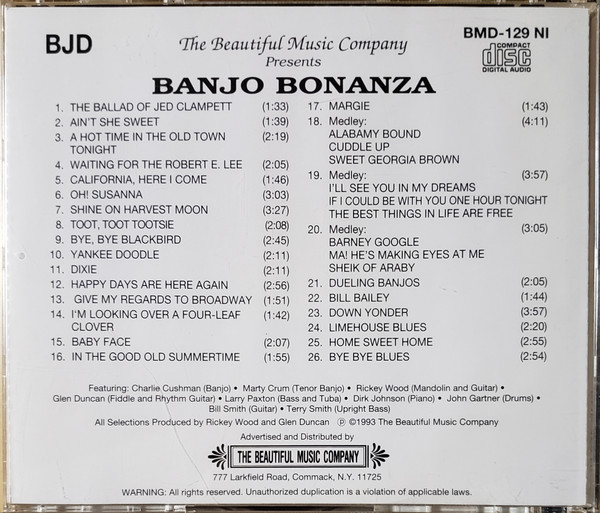 BJD
The Beautiful Music Company
Presents
BMD-129 NI
COMPACT
disc
DIGITAL AUDIO
BANJO BONANZA
1. THE BALLAD OF JED CLAMPETT (1:33)
2. AIN'T SHE SWEET (1:39)
3. A HOT TIME IN THE OLD TOWN (2:19)
TONIGHT
4. WAITING FOR THE ROBERT E. LEE (2:05)
5. CALIFORNIA, HERE I COME (1:46)
6. OH! SUSANNA (3:03)
7. SHINE ON HARVEST MOON (3:27)
8. TOOT, TOOT TOOTSIE (2:08)
9. BYE, BYE BLACKBIRD (2:45)
10. YANKEE DOODLE (2:11)
11. DIXIE (2:11)
12. HAPPY DAYS ARE HERE AGAIN (2:56)
13. GIVE MY REGARDS TO BROADWAY (1:51)
14. I'M LOOKING OVER A FOUR-LEAF (1:42)
CLOVER
15. BABY FACE (2:07)
16. IN THE GOOD OLD SUMMERTIME (1:55)
17. MARGIE (1:43)
18. Medley: (4:11)
ALABAMY BOUND
CUDDLE UP
SWEET GEORGIA BROWN
19. Medley: (3:57)
I'LL SEE YOU IN MY DREAMS
IF I COULD BE WITH YOU ONE HOUR TONIGHT
THE BEST THINGS IN LIFE ARE FREE
20. Medley: (3:05)
BARNEY GOOGLE
MA! HE'S MAKING EYES AT ME
SHEIK OF ARABY
21. DUELING BANJOS (2:05)
22. BILL BAILEY (1:44)
23. DOWN YONDER (3:57)
24. LIMEHOUSE BLUES (2:20)
25. HOME SWEET HOME (2:55)
26. BYE BYE BLUES (2:54)
Featuring: Charlie Cushman (Banjo) • Marty Crum (Tenor Banjo) • Rickey Wood (Mandolin and Guitar) •
Glen Duncan (Fiddle and Rhythm Guitar) • Larry Paxton (Bass and Tuba) • Dirk Johnson (Piano) • John Gartner (Drums) •
Bill Smith (Guitar) • Terry Smith (Upright Bass)
All Selections Produced by Rickey Wood and Glen Duncan ℗ ©1993 The Beautiful Music Company
Advertised and Distributed by
THE BEAUTIFUL MUSIC COMPANY
777 Larkfield Road, Commack, N.Y. 11725
WARNING: All rights reserved. Unauthorized duplication is a violation of applicable laws.